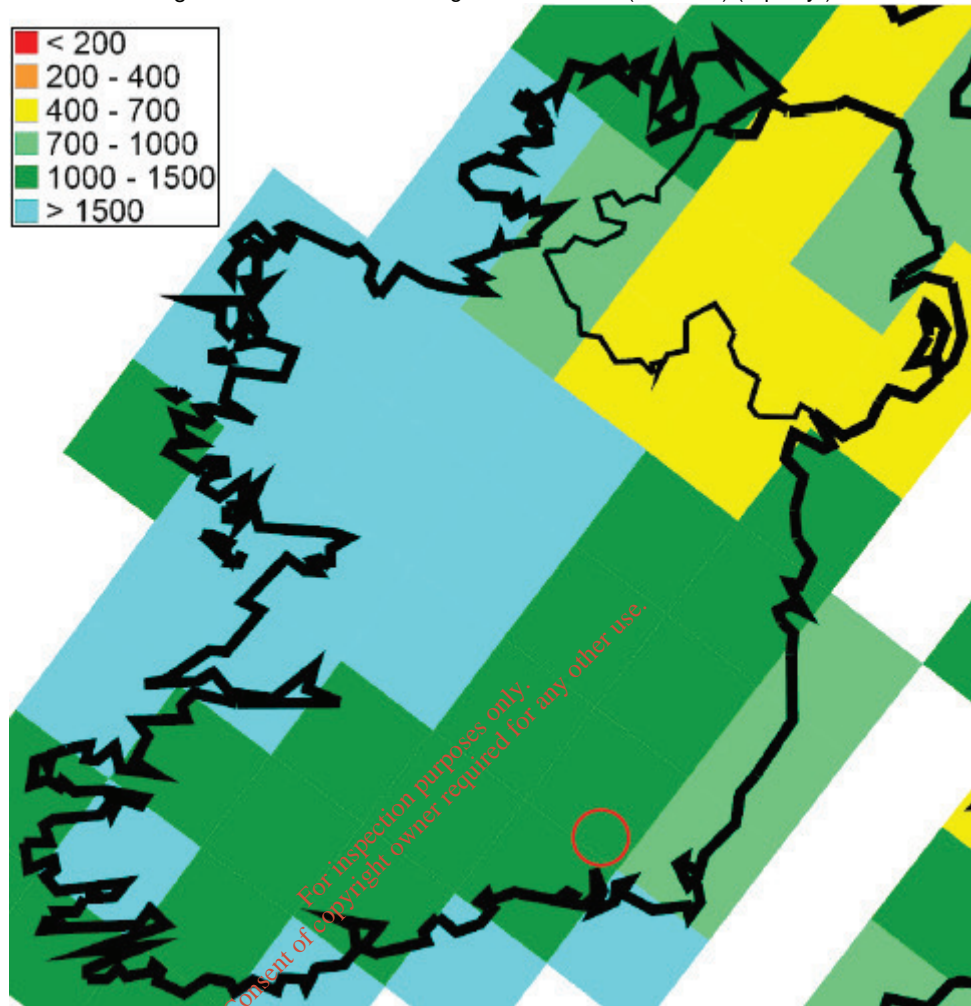 < 200
200 - 400
400 - 700
700 - 1000
1000 - 1500
> 1500
For inspection purposes only.
Consent of copyright owner required for any other use.